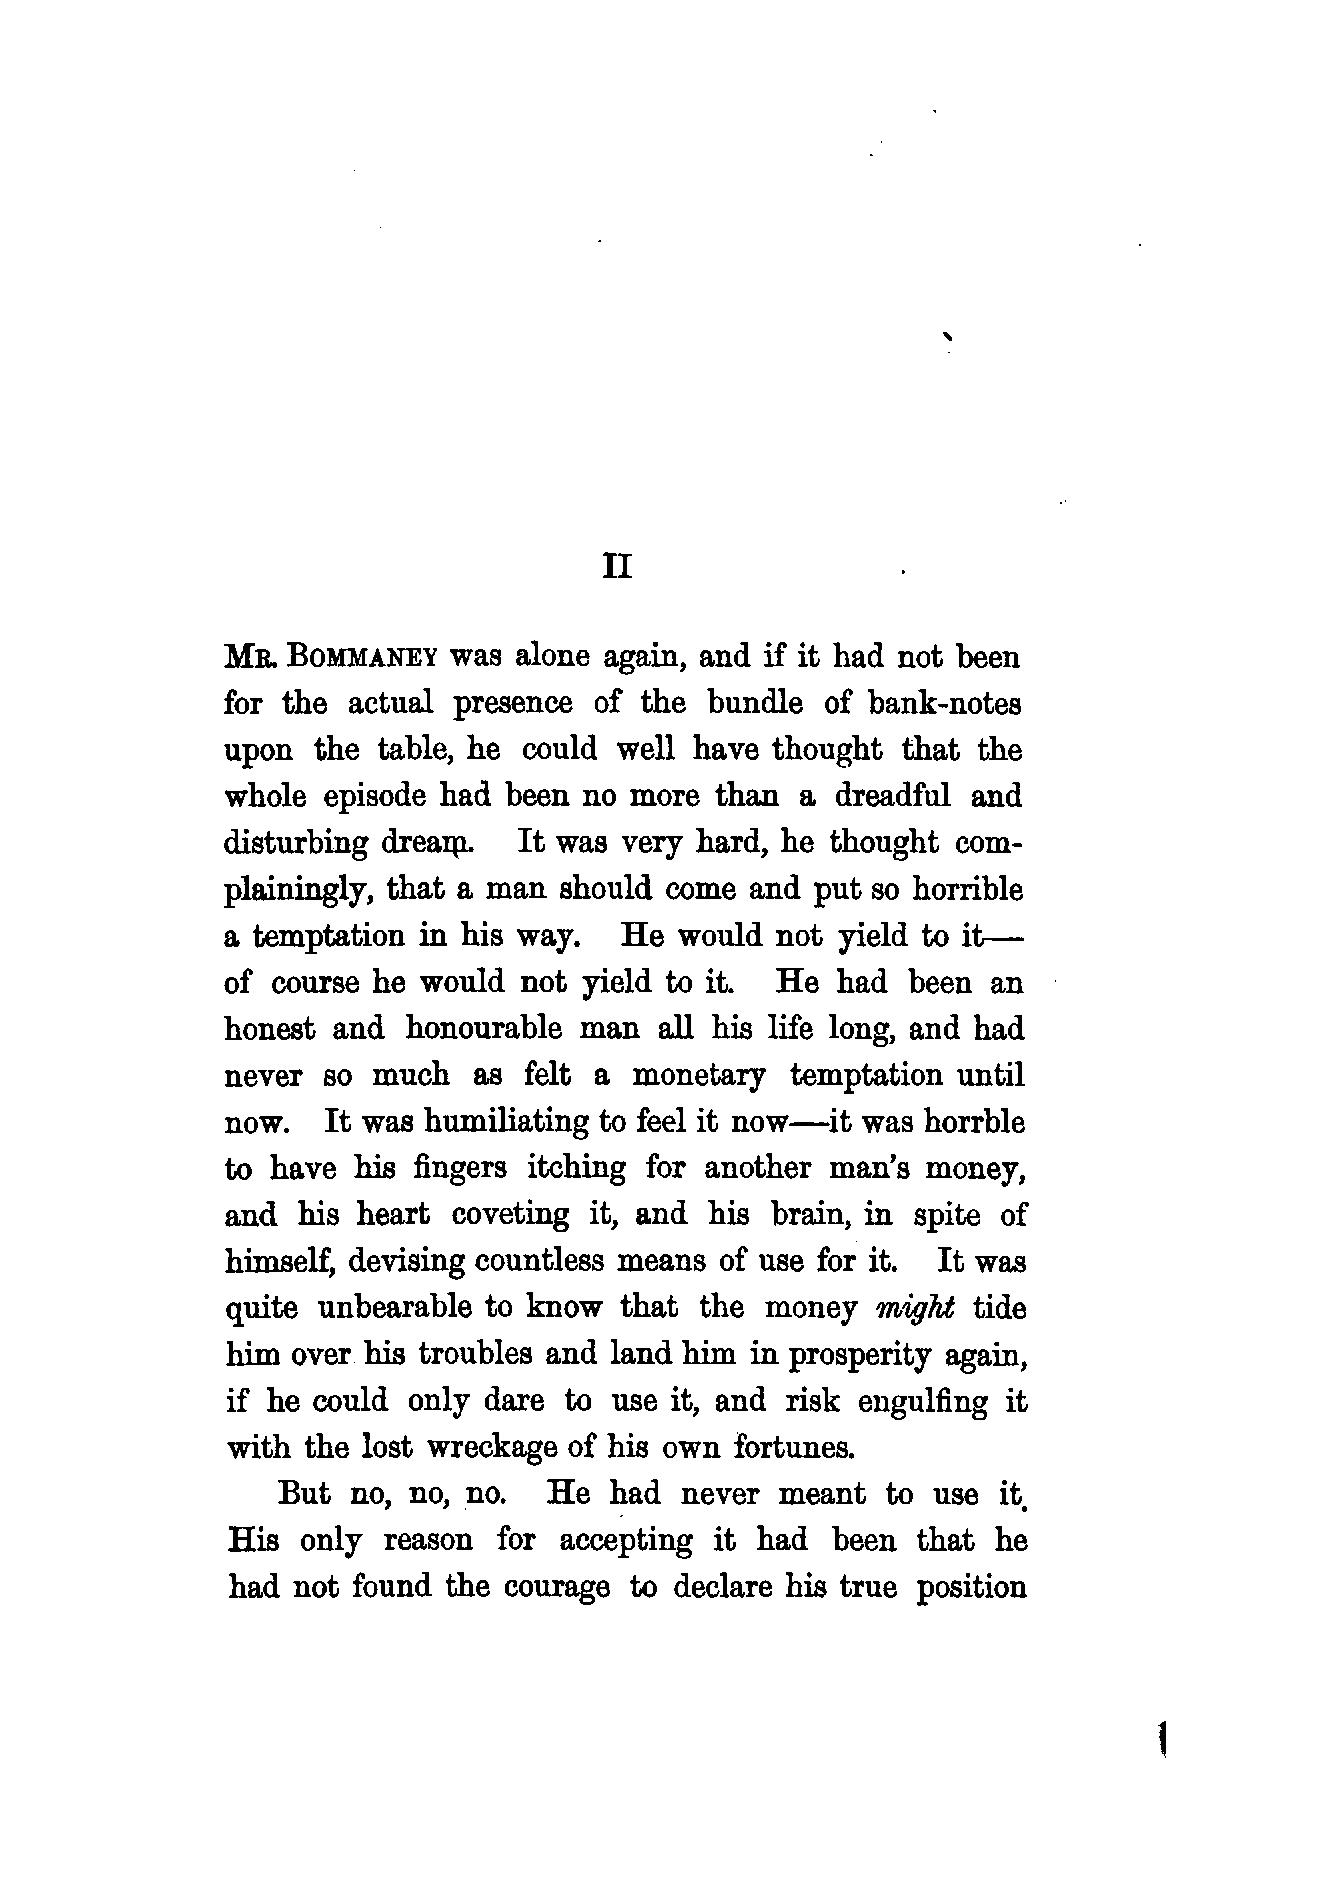 II
MR. BOMMANEY was alone again, and if it had not been
for the actual presence of the bundle of bank-notes
upon the table, he could well have thought that the
whole episode had been no more than a dreadful and
disturbing dream. It was very hard, he thought com-
plainingly, that a man should come and put so horrible
a temptation in his way. He would not yield to it—
of course he would not yield to it. He had been an
honest and honourable man all his life long, and had
never so much as felt a monetary temptation until
now. It was humiliating to feel it now—it was horrble
to have his fingers itching for another man's money,
and his heart coveting it, and his brain, in spite of
himself, devising countless means of use for it. It was
quite unbearable to know that the money might tide
him over his troubles and land him in prosperity again,
if he could only dare to use it, and risk engulfing it
with the lost wreckage of his own fortunes.
But no, no, no. He had never meant to use it.
His only reason for accepting it had been that he
had not found the courage to declare his true position